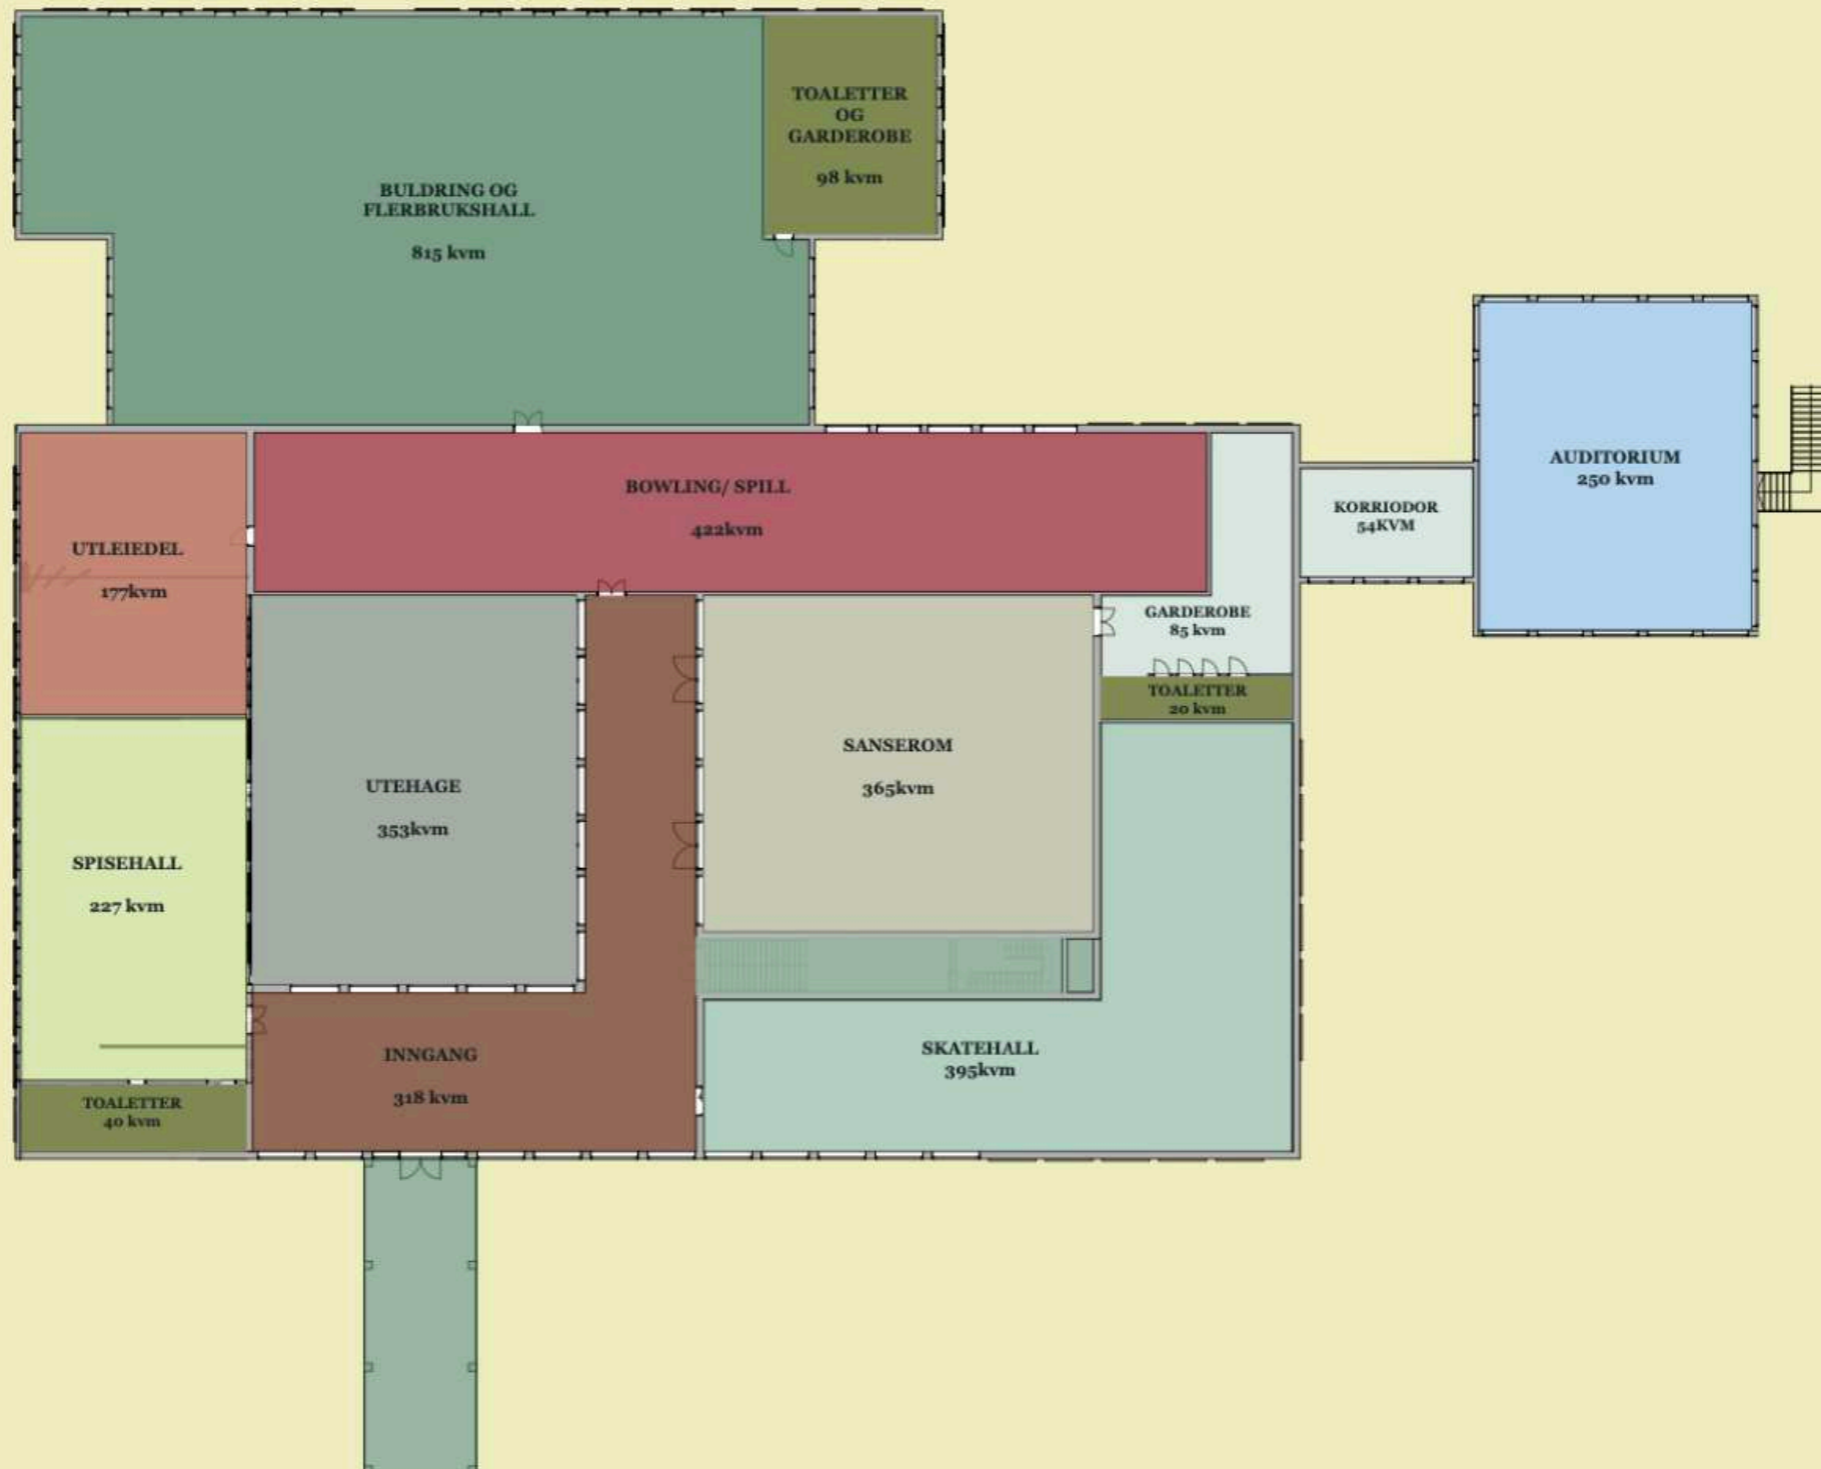 TOALETTER
OG
GARDEROBE
98 kvm
BULDRING OG
FLERBRUKSHALL
815 kvm
AUDITORIUM
250 kvm
BOWLING/ SPILL
422kvm
KORRIODOR
54KVM
UTLEIEDEL
177kvm
GARDEROBE
85 kvm
TOALETTER
20 kvm
SANSEROM
365kvm
UTEHAGE
353kvm
SPISEHALL
227 kvm
INNGANG
318 kvm
SKATEHALL
395kvm
TOALETTER
40 kvm